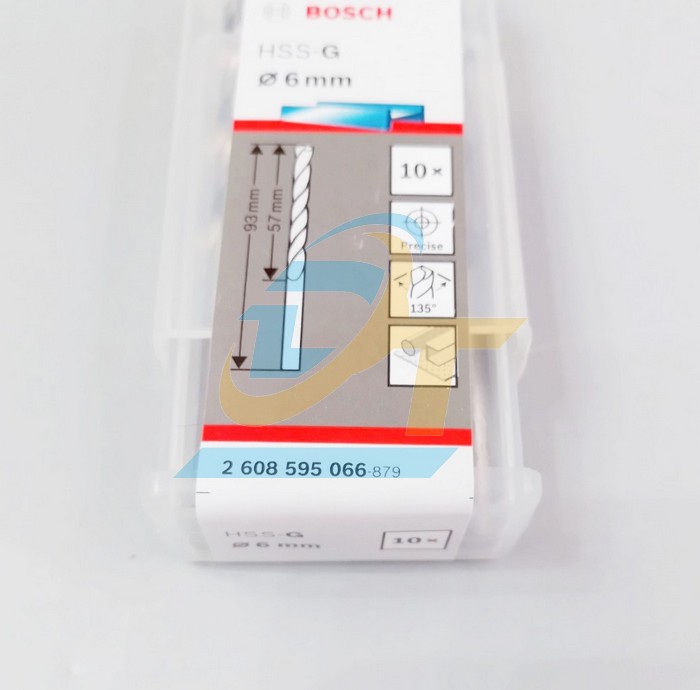 BOSCH
HSS-G
Ø 6 mm
93 mm
57 mm
10 ×
Precise
135°
DT
2 608 595 066-879
HSS-G
Ø 6 mm
10 ×